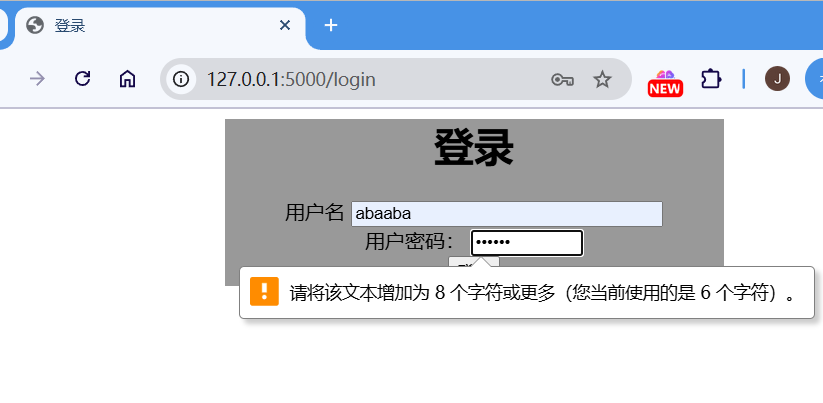 登录
127.0.0.1:5000/login
NEW
J
登录
用户名 abaaba
用户密码： ••••••
请将该文本增加为 8 个字符或更多（您当前使用的是 6 个字符）。